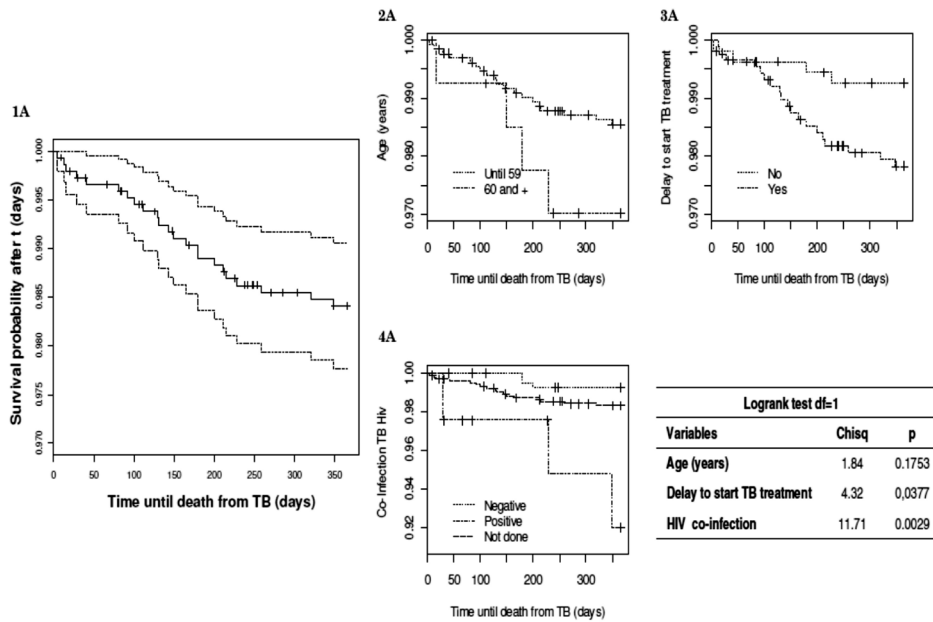 1A
Survival probability after t (days)
1.000
0.995
0.990
0.985
0.980
0.975
0.970
0 50 100 150 200 250 300 350
Time until death from TB (days)
2A
Age (years)
1.000
0.990
0.980
0.970
Until 59
60 and +
0 50 100 200 300
Time until death from TB (days)
3A
Delay to start TB treatment
1.000
0.990
0.980
0.970
No
Yes
0 50 100 200 300
Time until death from TB (days)
4A
Co-Infection TB Hiv
1.00
0.98
0.96
0.94
0.92
Negative
Positive
Not done
0 50 100 200 300
Time until death from TB (days)
Logrank test df=1
Variables Chisq p
Age (years) 1.84 0.1753
Delay to start TB treatment 4.32 0,0377
HIV co-infection 11.71 0.0029